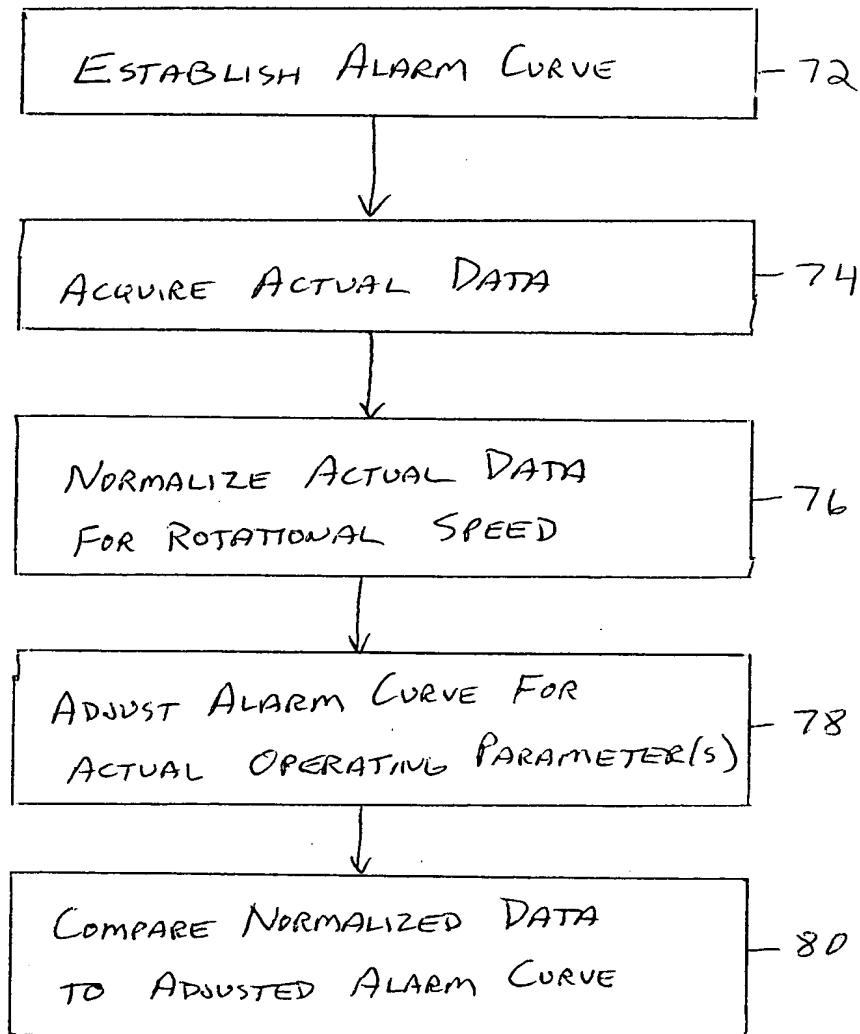 ESTABLISH ALARM CURVE
72
ACQUIRE ACTUAL DATA
74
NORMALIZE ACTUAL DATA
FOR ROTATIONAL SPEED
76
ADJUST ALARM CURVE FOR
ACTUAL OPERATING PARAMETER(S)
78
COMPARE NORMALIZED DATA
TO ADJUSTED ALARM CURVE
80